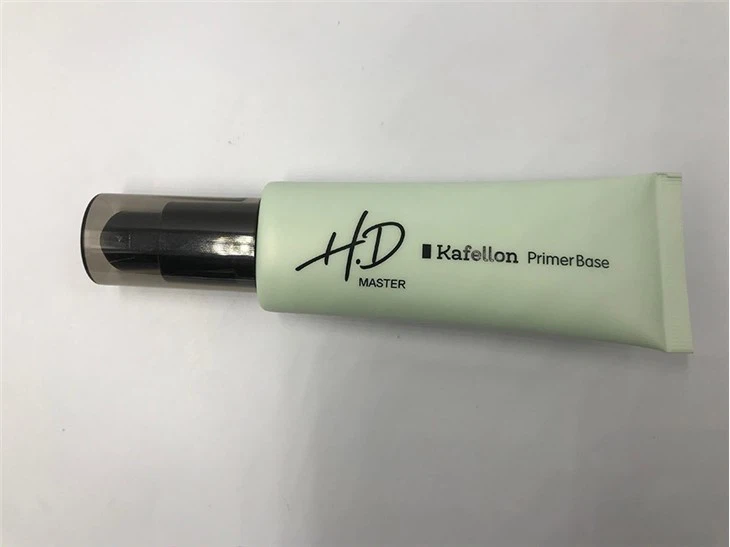 H.D
MASTER
Kafellon PrimerBase